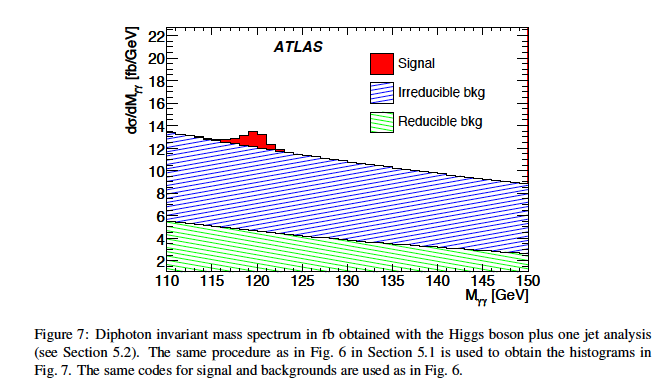 22
20
18
16
14
12
10
8
6
4
2
dσ/dMγγ [fb/GeV]
ATLAS
Signal
Irreducible bkg
Reducible bkg
110 115 120 125 130 135 140 145 150
Mγγ [GeV]
Figure 7: Diphoton invariant mass spectrum in fb obtained with the Higgs boson plus one jet analysis
(see Section 5.2). The same procedure as in Fig. 6 in Section 5.1 is used to obtain the histograms in
Fig. 7. The same codes for signal and backgrounds are used as in Fig. 6.